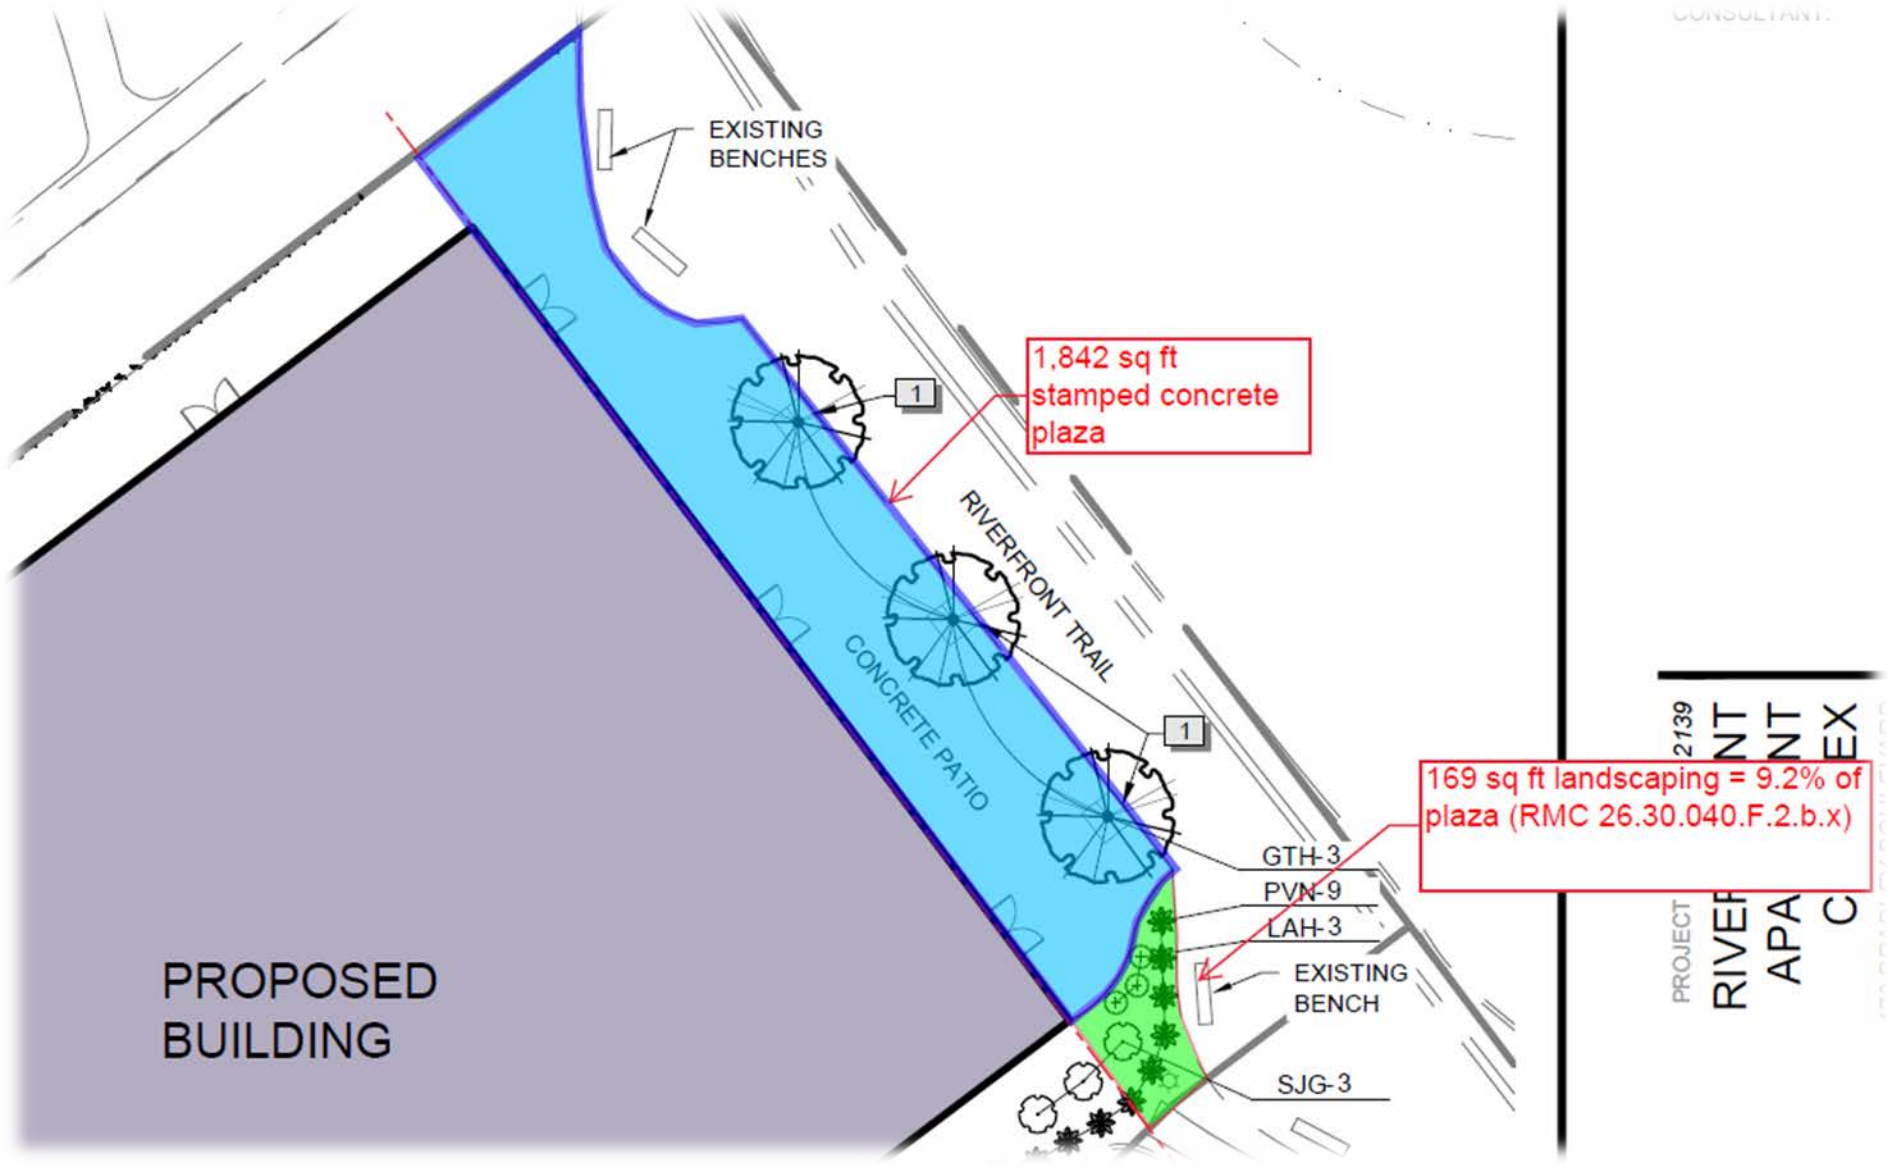 CONSULTANT:
EXISTING
BENCHES
1,842 sq ft
stamped concrete
plaza
1
RIVERFRONT TRAIL
CONCRETE PATIO
1
2139
169 sq ft landscaping = 9.2% of
plaza (RMC 26.30.040.F.2.b.x)
GTH-3
PVN-9
LAH-3
EXISTING
BENCH
SJG-3
PROPOSED
BUILDING
PROJECT